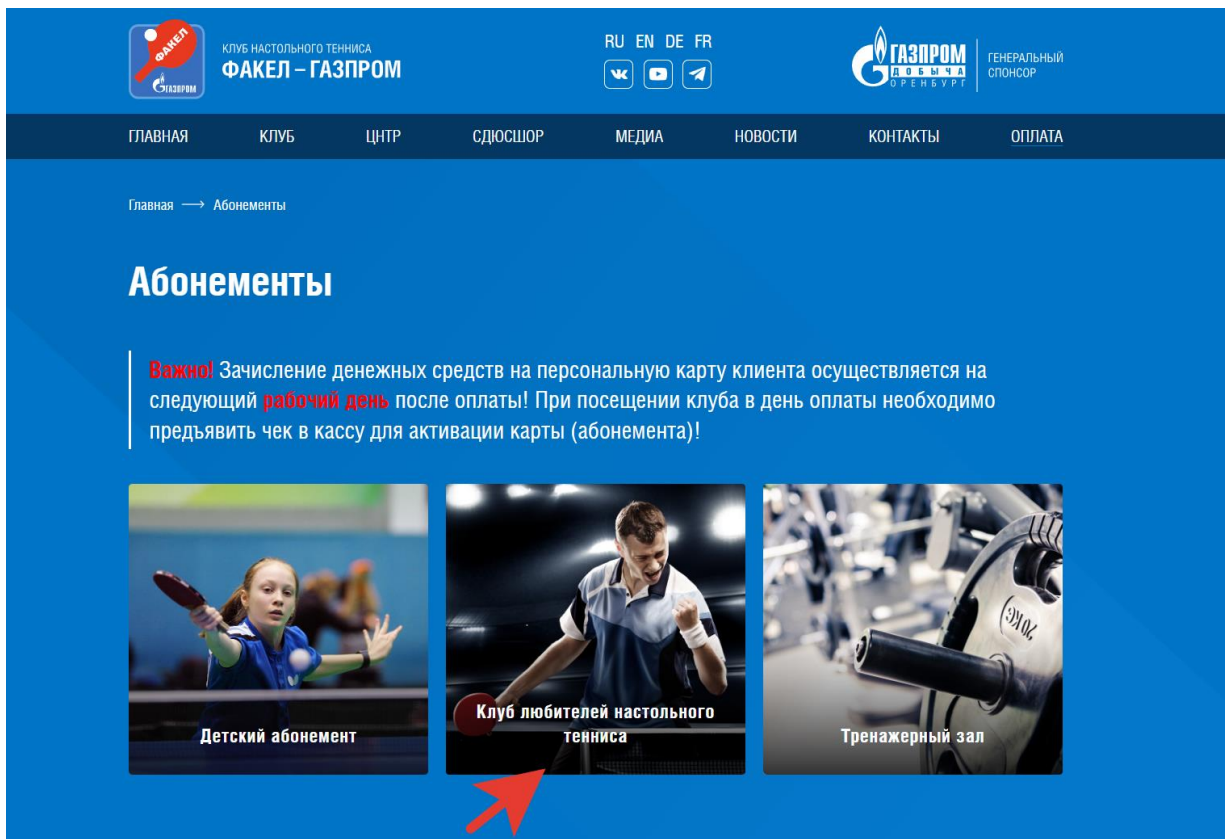 ФАКЕЛ
ГАЗПРОМ
КЛУБ НАСТОЛЬНОГО ТЕННИСА
ФАКЕЛ – ГАЗПРОМ
RU EN DE FR
ГАЗПРОМ
ДОБЫЧА
ОРЕНБУРГ
ГЕНЕРАЛЬНЫЙ
СПОНСОР
ГЛАВНАЯ КЛУБ ЦНТР СДЮСШОР МЕДИА НОВОСТИ КОНТАКТЫ ОПЛАТА
Главная → Абонементы
Абонементы
Важно! Зачисление денежных средств на персональную карту клиента осуществляется на
следующий рабочий день после оплаты! При посещении клуба в день оплаты необходимо
предъявить чек в кассу для активации карты (абонемента)!
Детский абонемент
Клуб любителей настольного
тенниса
20КС
Тренажерный зал